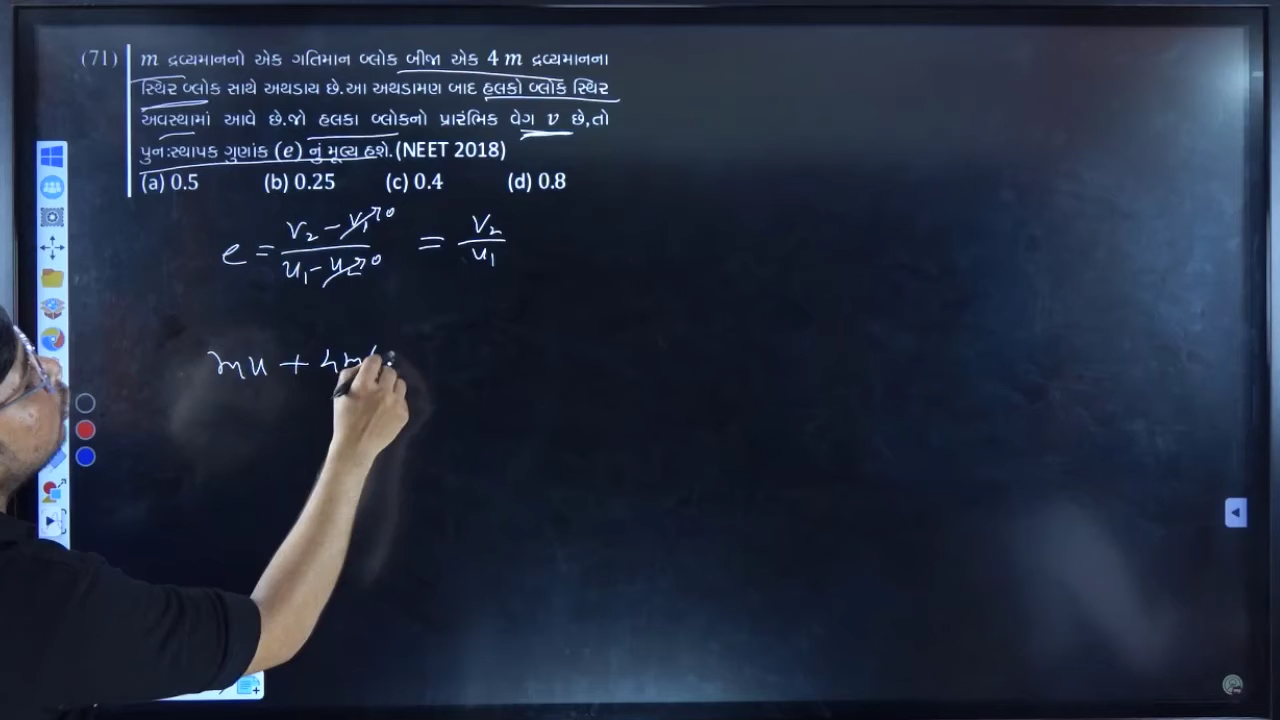 (71) m દ્રવ્યમાનનો એક ગતિમાન બ્લોક બીજા એક 4 m દ્રવ્યમાનના
સ્થિર બ્લોક સાથે અથડાય છે.આ અથડામણ બાદ હલકો બ્લોક સ્થિર
અવસ્થામાં આવે છે.જો હલકા બ્લોકનો પ્રારંભિક વેગ v છે,તો
પુનઃસ્થાપક ગુણાંક (e) નું મૂલ્ય હશે.(NEET 2018)
(a) 0.5 (b) 0.25 (c) 0.4 (d) 0.8
e = (v₂ - v₁→0)/(u₁ - u₂→0) = v₂/u₁
mu + 4m